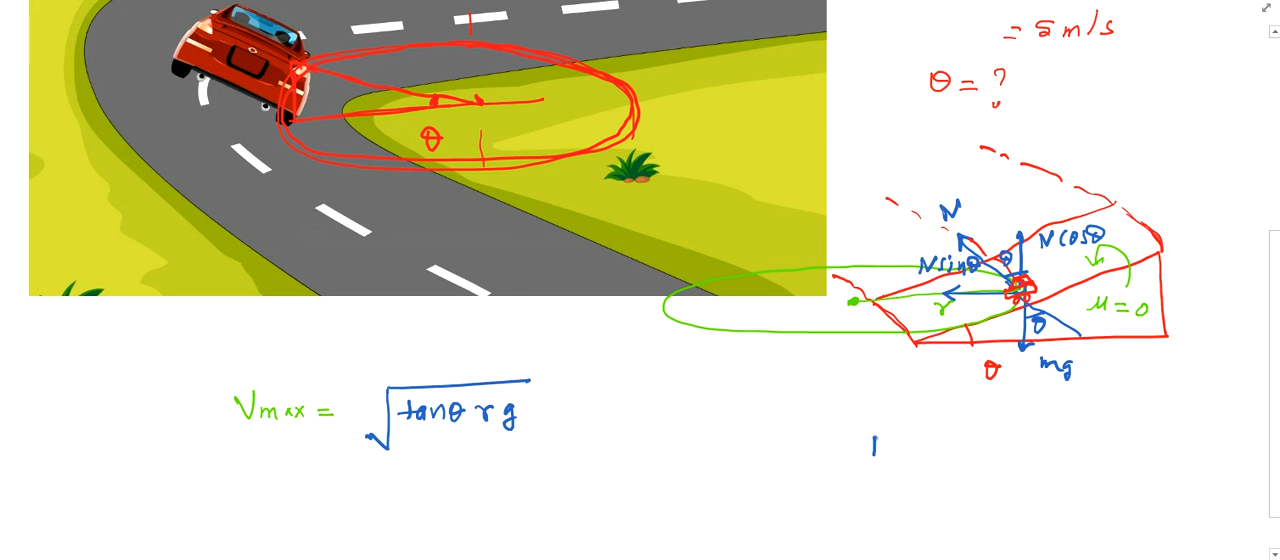 = 5 m/s
θ = ?
θ
N
N cosθ
N sinθ
θ
r
μ = 0
θ
θ
mg
Vmax = √tanθ r g